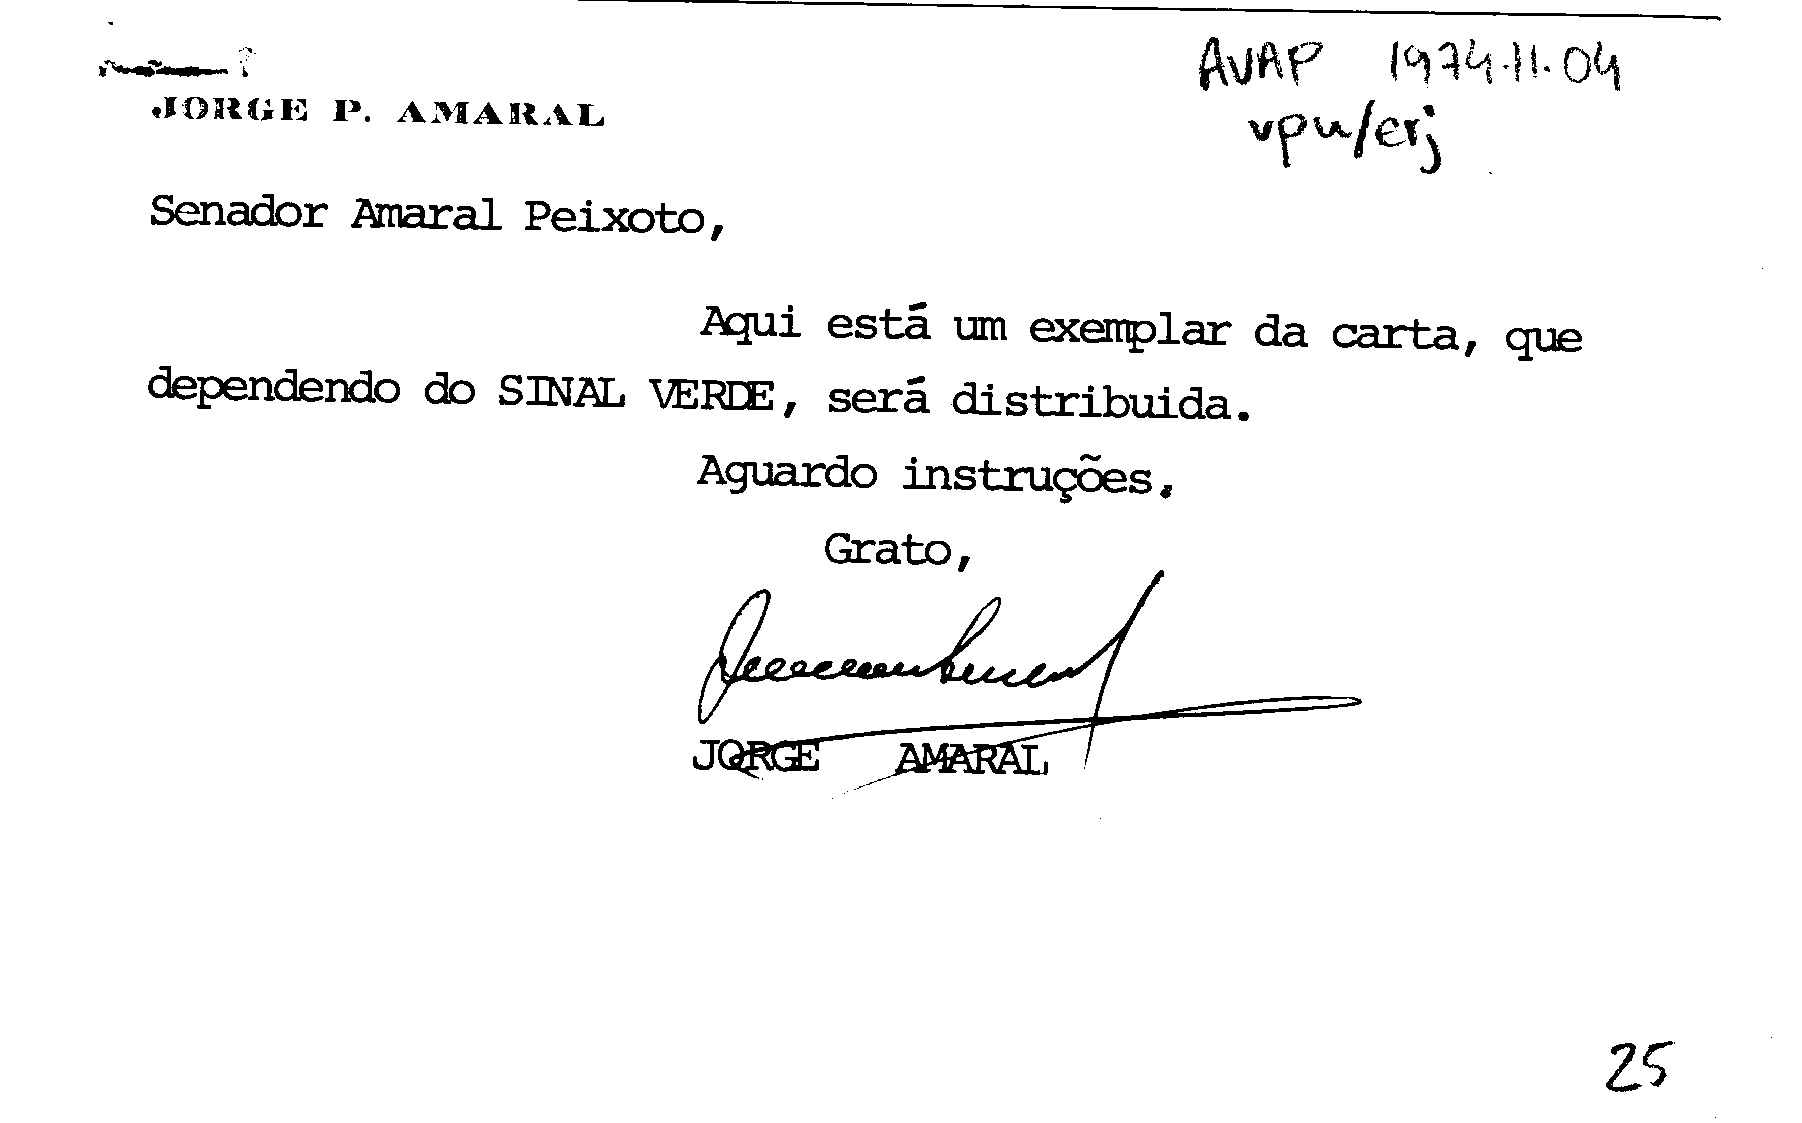 AVAP 1974.11.04
vpu/erj
JORGE P. AMARAL
Senador Amaral Peixoto,
Aqui está um exemplar da carta, que
dependendo do SINAL VERDE, será distribuida.
Aguardo instruções.
Grato,
JORGE AMARAL
25